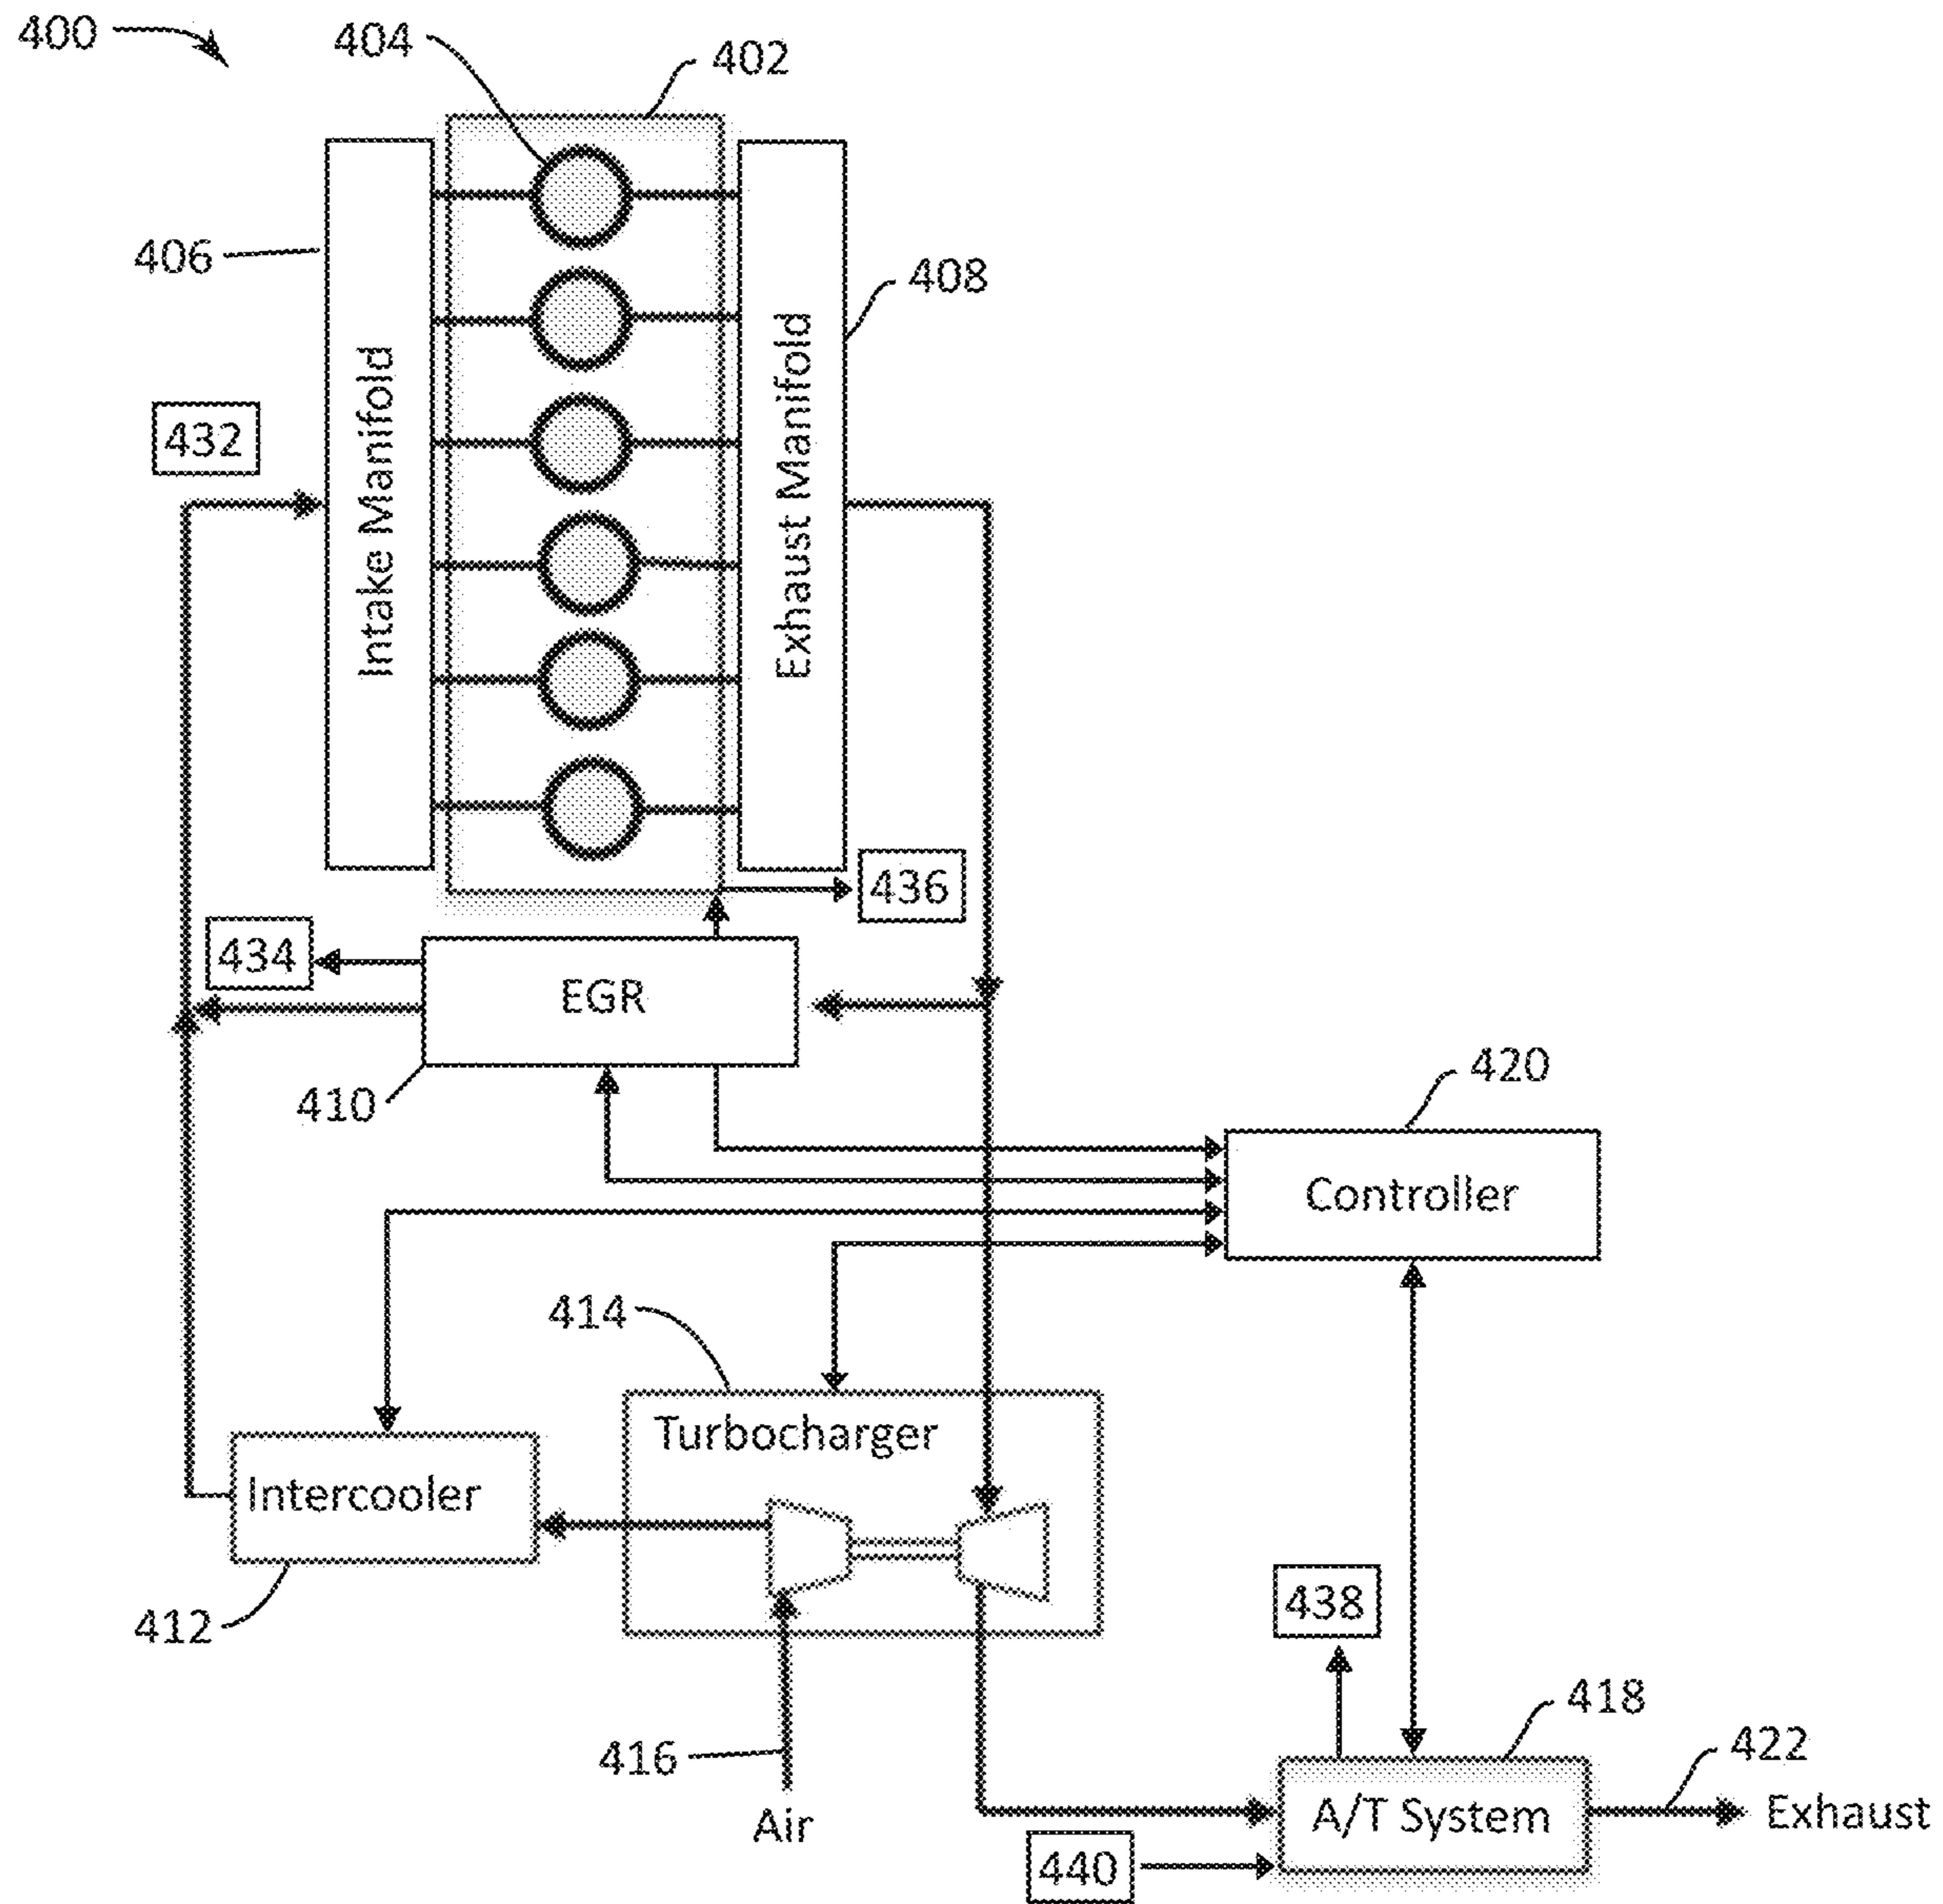 400
404
402
406
408
Intake Manifold
Exhaust Manifold
432
436
434
EGR
410
420
Controller
414
Turbocharger
Intercooler
412
438
416
418
422
Air
A/T System
Exhaust
440